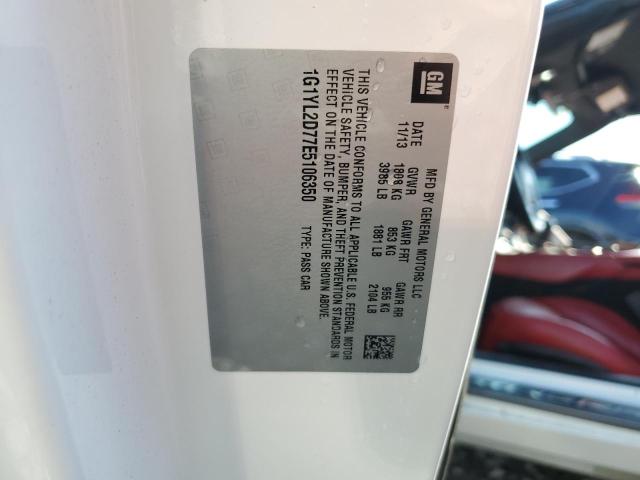 GM
MFD BY GENERAL MOTORS LLC
DATE GVWR GAWR FRT GAWR RR
11/13 1808 KG 853 KG 955 KG
3985 LB 1881 LB 2104 LB
THIS VEHICLE CONFORMS TO ALL APPLICABLE U.S. FEDERAL MOTOR
VEHICLE SAFETY, BUMPER, AND THEFT PREVENTION STANDARDS IN
EFFECT ON THE DATE OF MANUFACTURE SHOWN ABOVE.
1G1YL2D77E5106350 TYPE: PASS CAR